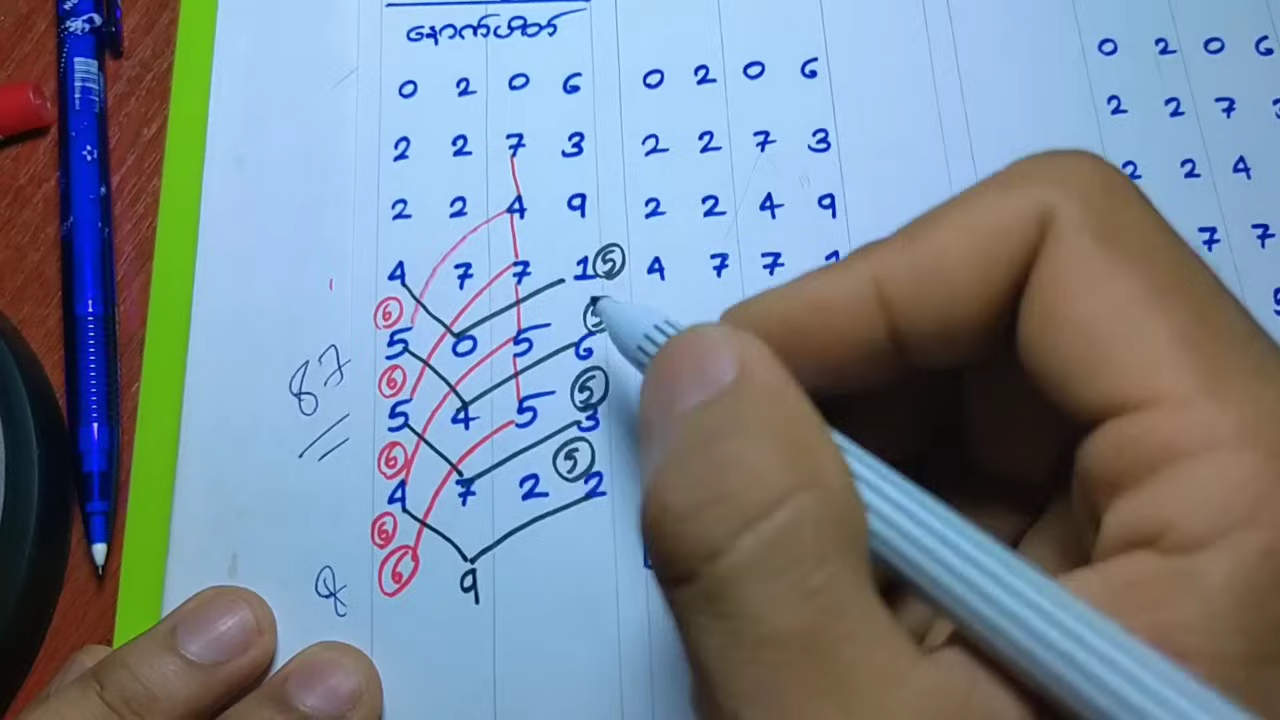 နောက်ပိတ်
0 2 0 6 0 2 0 6 0 2 0 6
2 2 7 3 2 2 7 3 2 2 7
2 2 4 9 2 2 4 9 2 2 4
4 7 7 1 5 4 7 7 1 7 7
6 5
5 0 5 6
87 6 5
5 4 5 3
6 5
4 7 2 2
6
6 9